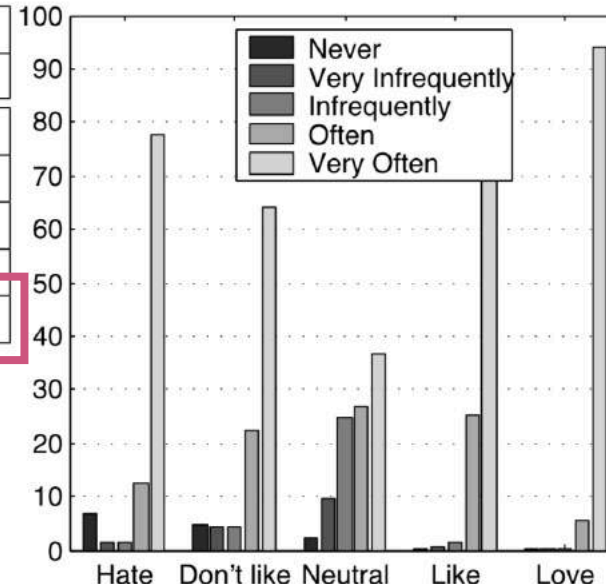 100
90
80
70
60
50
40
30
20
10
0
Never
Very Infrequently
Infrequently
Often
Very Often
Hate Don't like Neutral Like Love